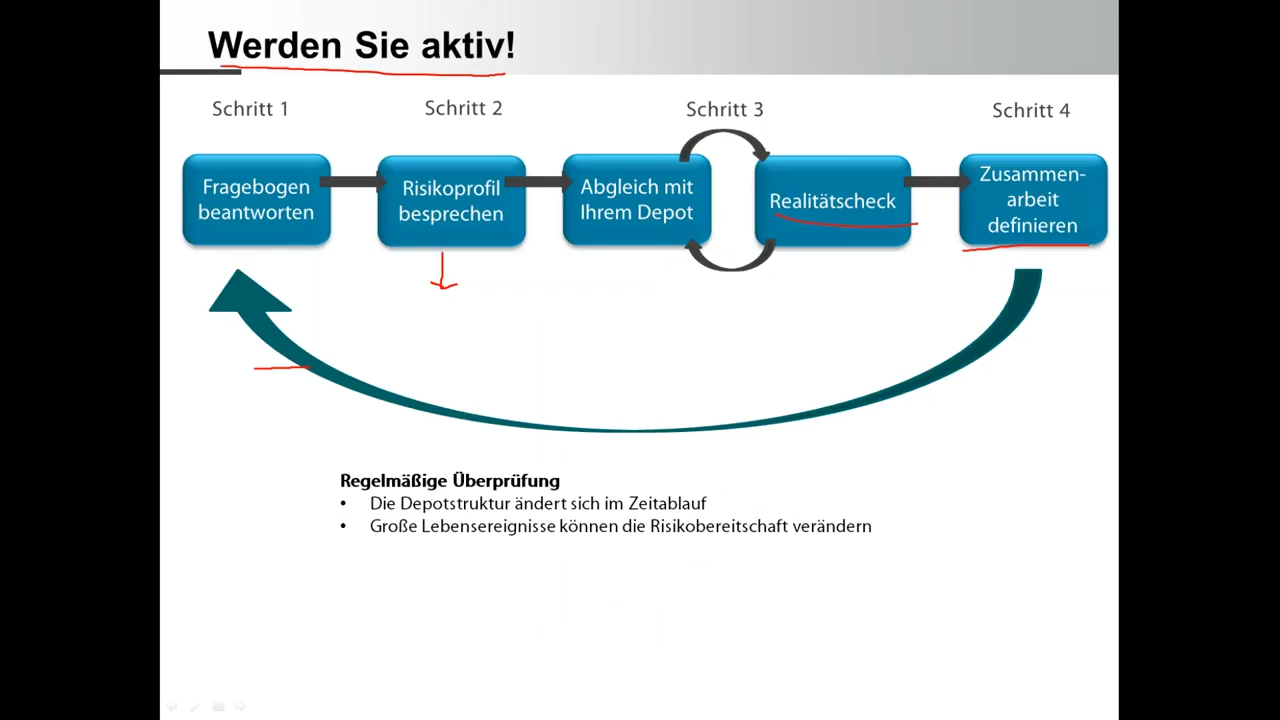 Werden Sie aktiv!
Schritt 1
Schritt 2
Schritt 3
Schritt 4
Fragebogen
beantworten
Risikoprofil
besprechen
Abgleich mit
Ihrem Depot
Realitätscheck
Zusammen-
arbeit
definieren
Regelmäßige Überprüfung
• Die Depotstruktur ändert sich im Zeitablauf
• Große Lebensereignisse können die Risikobereitschaft verändern